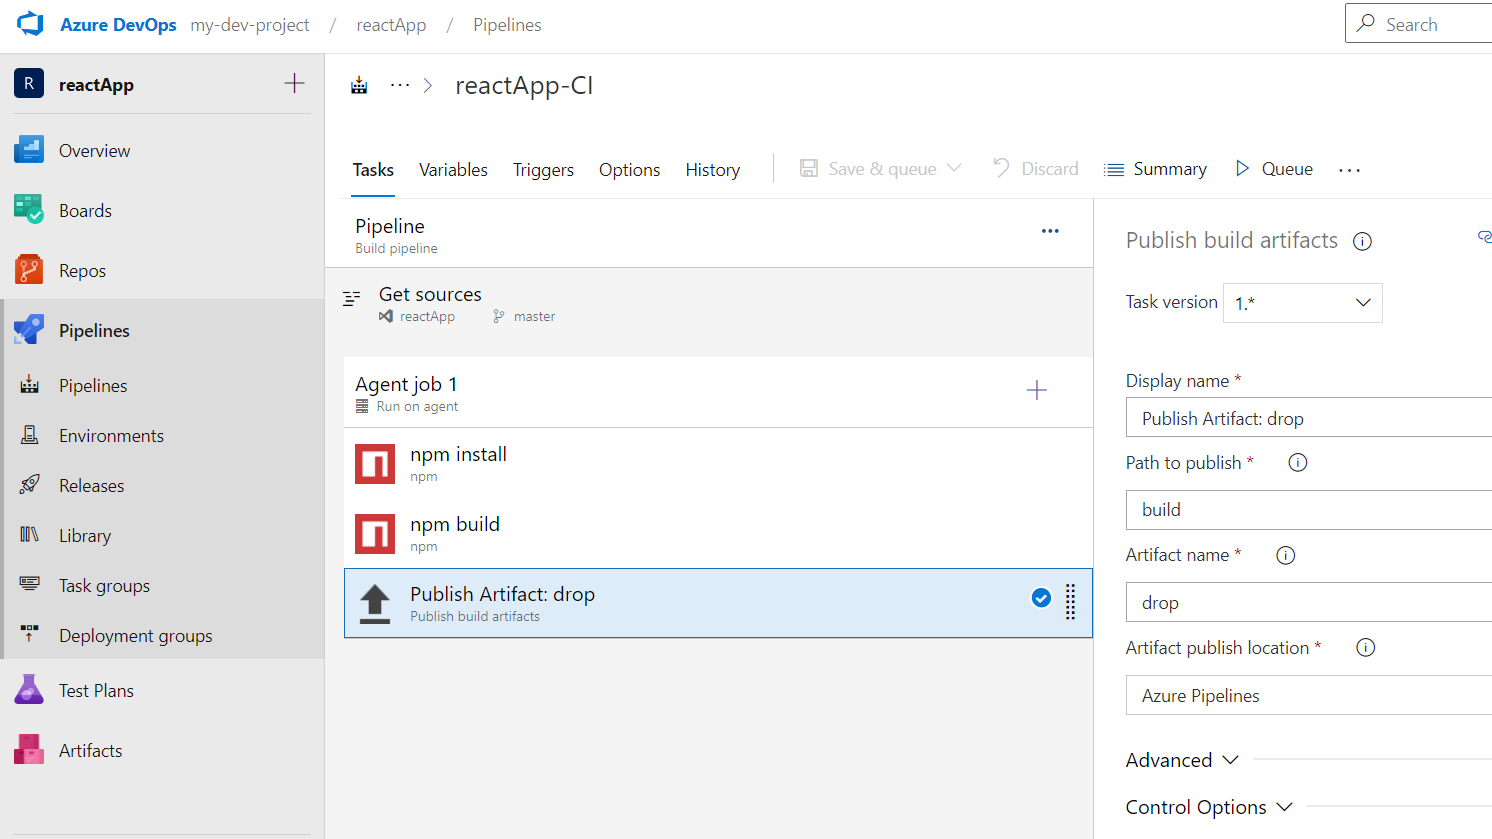 Azure DevOps my-dev-project / reactApp / Pipelines
Search
R reactApp
Overview
Boards
Repos
Pipelines
Pipelines
Environments
Releases
Library
Task groups
Deployment groups
Test Plans
Artifacts
... > reactApp-CI
Tasks Variables Triggers Options History Save & queue Discard Summary Queue ...
Pipeline
Build pipeline
...
Get sources
reactApp master
Agent job 1
Run on agent
npm install
npm
npm build
npm
Publish Artifact: drop
Publish build artifacts
Publish build artifacts
Task version 1.*
Display name *
Publish Artifact: drop
Path to publish *
build
Artifact name *
drop
Artifact publish location *
Azure Pipelines
Advanced
Control Options